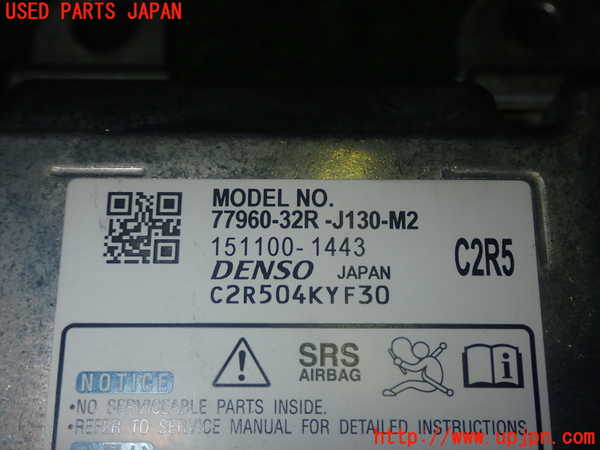 USED PARTS JAPAN
MODEL NO.
77960-32R-J130-M2
151100-1443
C2R5
DENSO JAPAN
C2R504KYF30
NOTICE
SRS
AIRBAG
•NO SERVICEABLE PARTS INSIDE.
•REFER TO SERVICE MANUAL FOR DETAILED INSTRUCTIONS
http://www.upjpn.com